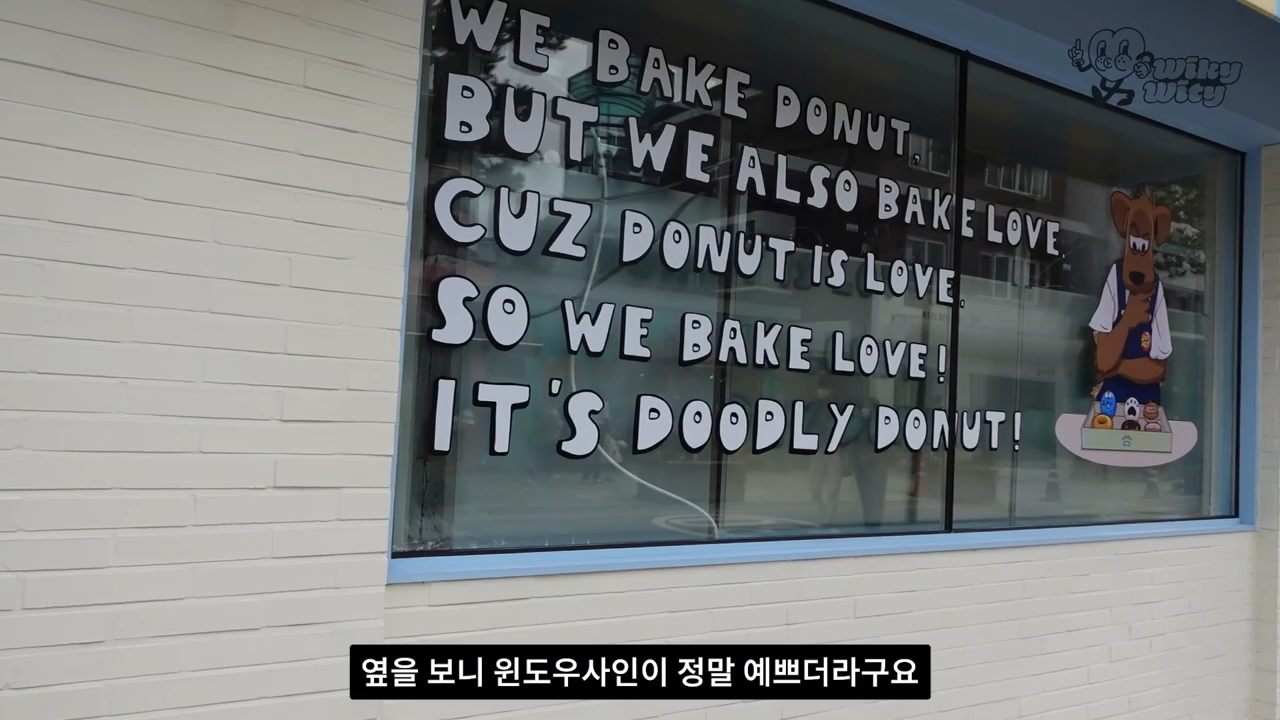 wiky
wity
WE BAKE DONUT,
BUT WE ALSO BAKE LOVE.
CUZ DONUT IS LOVE.
SO WE BAKE LOVE!
IT'S DOODLY DONUT!
옆을 보니 윈도우사인이 정말 예쁘더라구요